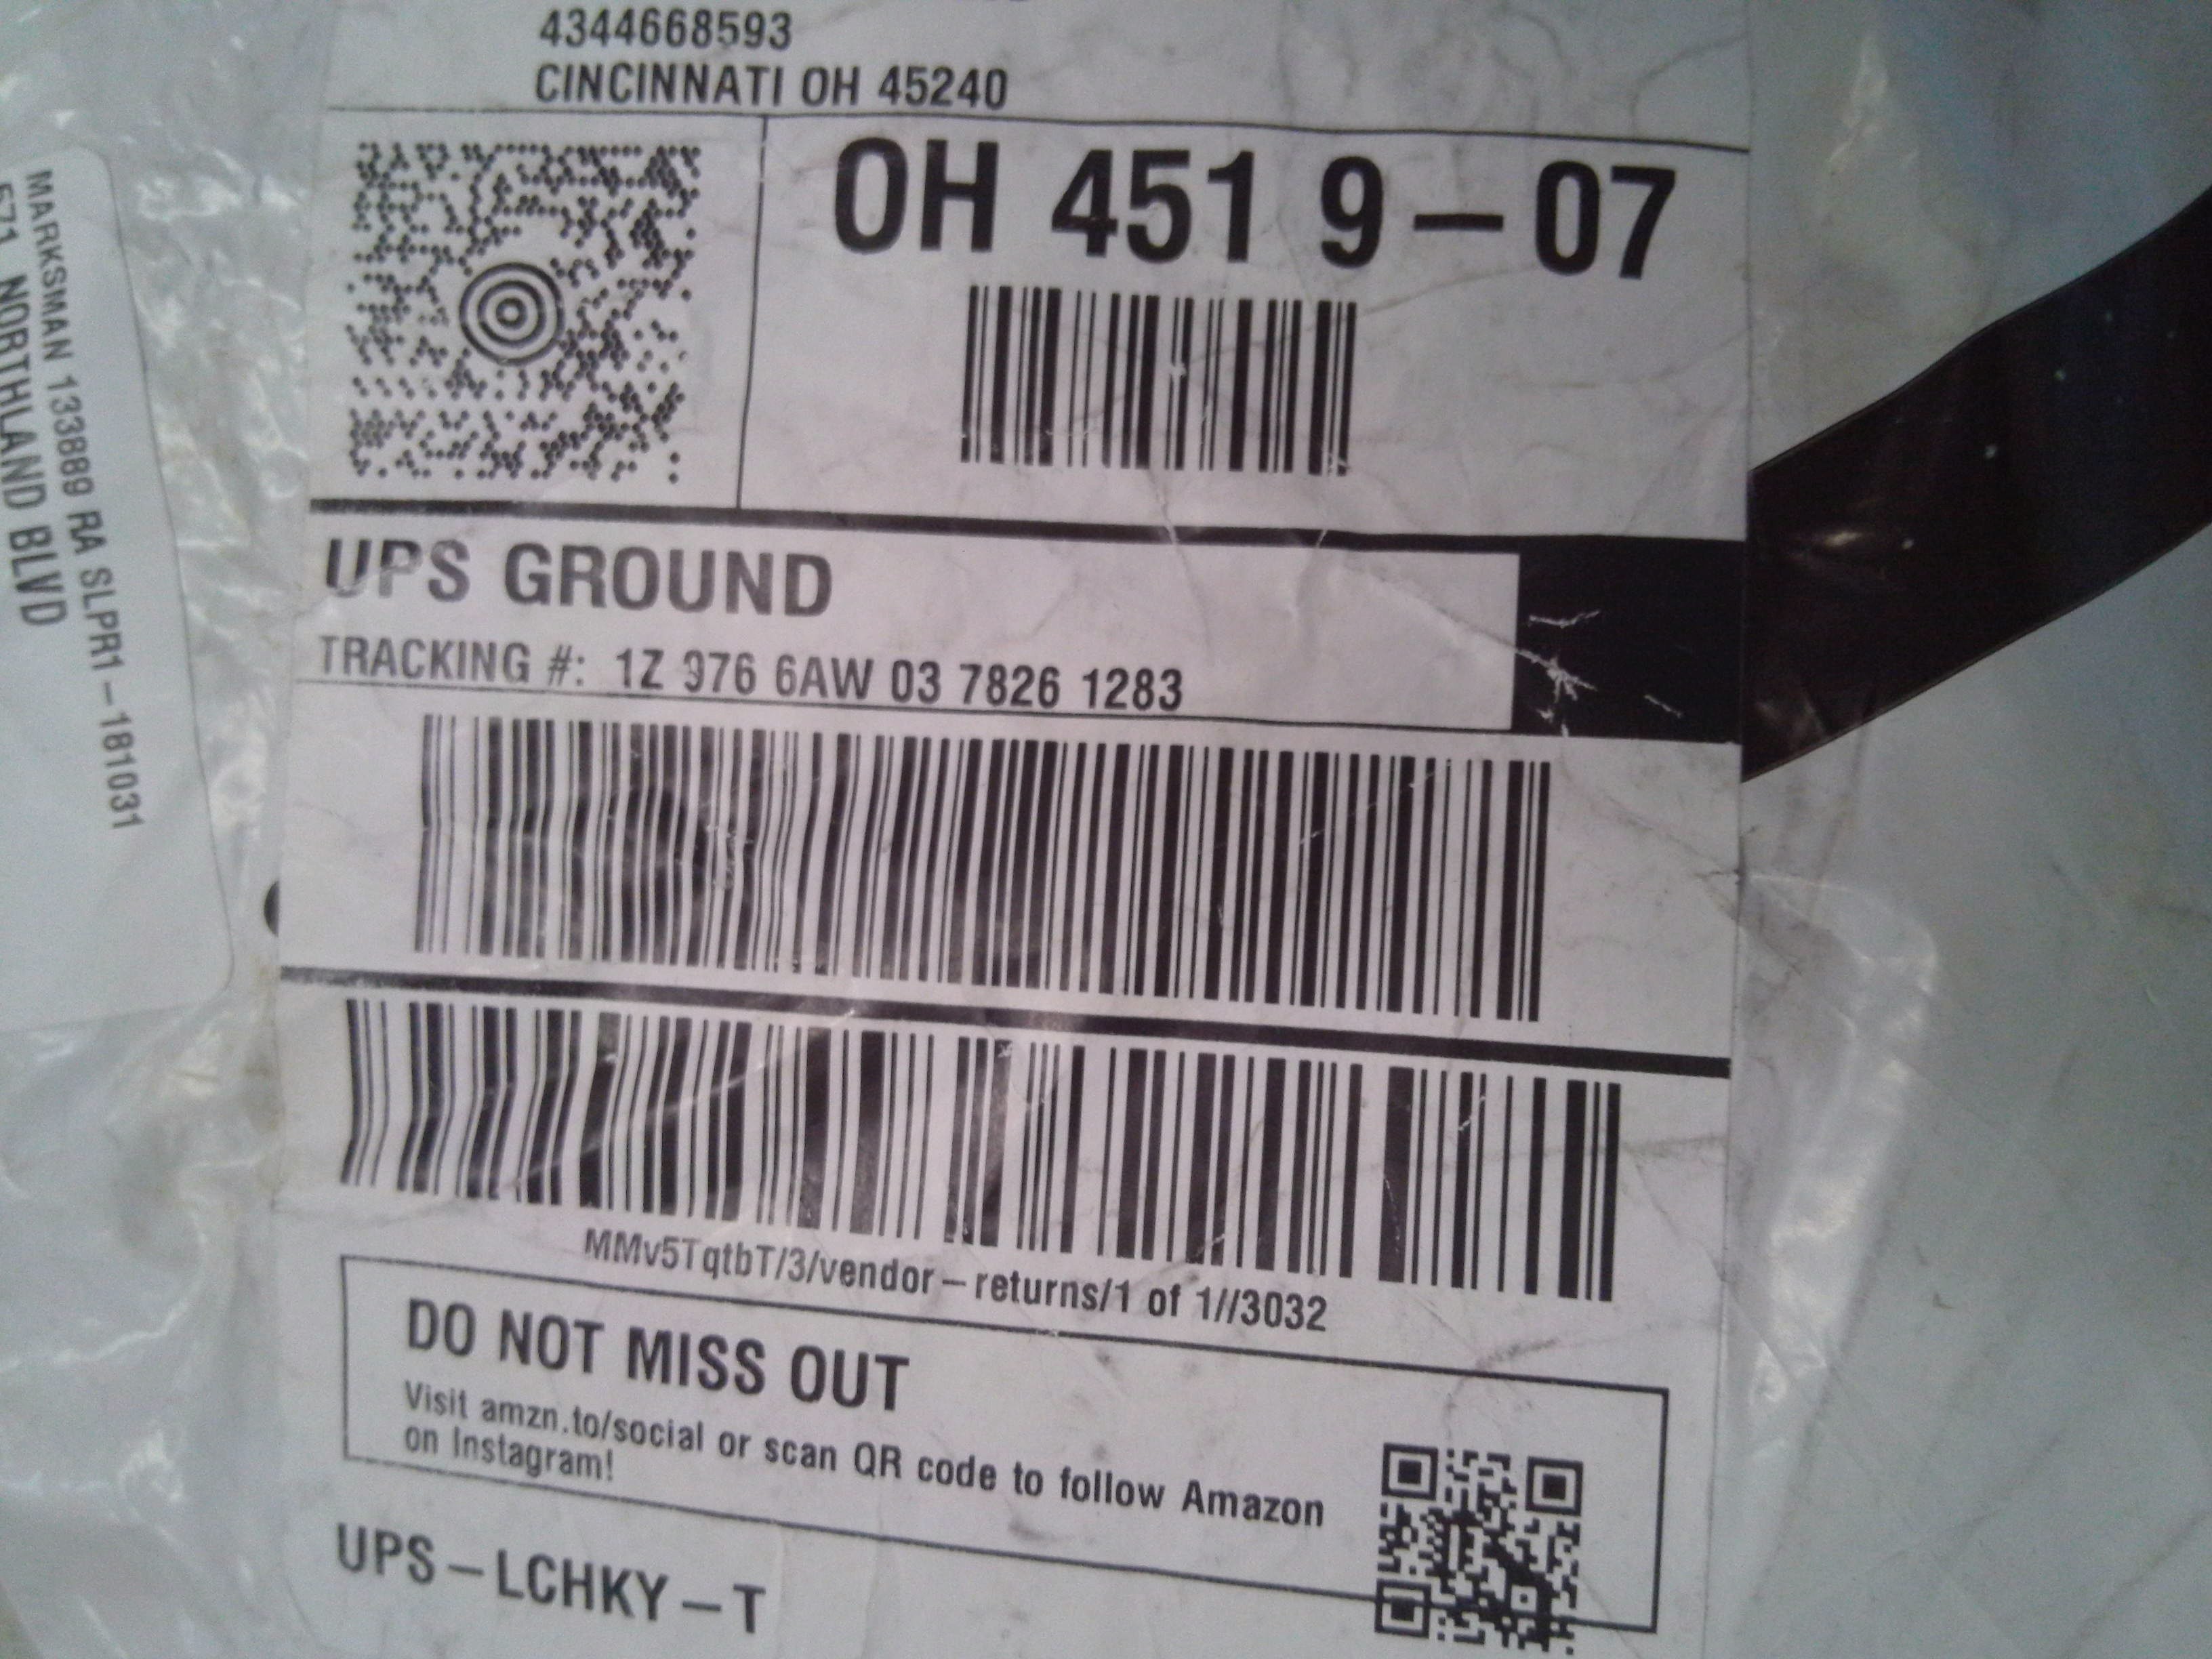 4344668593
CINCINNATI OH 45240
OH 451 9-07
UPS GROUND
TRACKING #: 1Z 976 6AW 03 7826 1283
MMv5TqtbT/3/vendor-returns/1 of 1//3032
DO NOT MISS OUT
Visit amzn.to/social or scan QR code to follow Amazon
on Instagram!
UPS-LCHKY-T
MARKSMAN 133889 RA SLPR1-181031
571 NORTHLAND BLVD